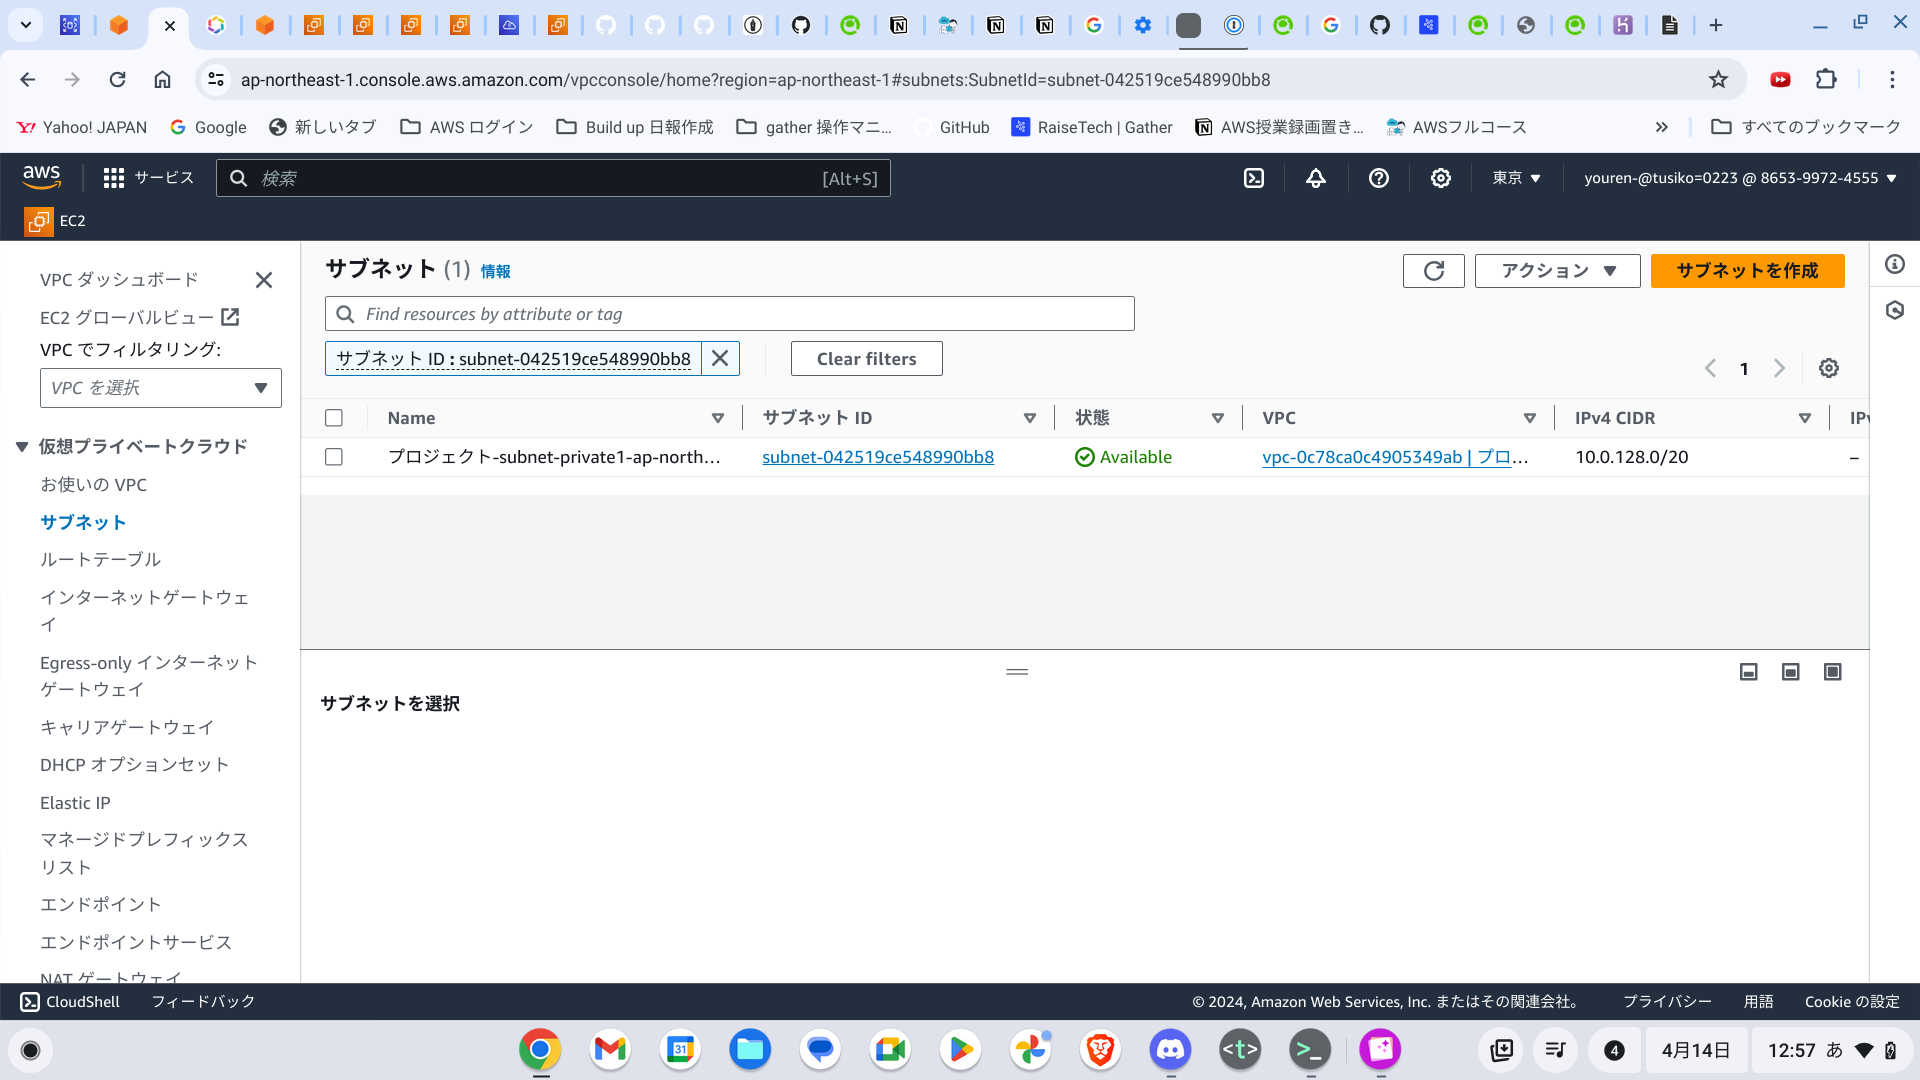 ap-northeast-1.console.aws.amazon.com/vpcconsole/home?region=ap-northeast-1#subnets:SubnetId=subnet-042519ce548990bb8
Yahoo! JAPAN
Google
新しいタブ
AWS ログイン
Build up 日報作成
gather 操作マニ...
GitHub
RaiseTech | Gather
AWS授業録画置き...
AWSフルコース
すべてのブックマーク
aws
サービス
検索
[Alt+S]
東京
youren-@tusiko=0223 @ 8653-9972-4555
EC2
VPC ダッシュボード
EC2 グローバルビュー
VPC でフィルタリング:
VPC を選択
仮想プライベートクラウド
お使いの VPC
サブネット
ルートテーブル
インターネットゲートウェ
イ
Egress-only インターネット
ゲートウェイ
キャリアゲートウェイ
DHCP オプションセット
Elastic IP
マネージドプレフィックス
リスト
エンドポイント
エンドポイントサービス
NAT ゲートウェイ
サブネット (1) 情報
アクション
サブネットを作成
Find resources by attribute or tag
サブネット ID : subnet-042519ce548990bb8
Clear filters
1
Name
サブネット ID
状態
VPC
IPv4 CIDR
IPv
プロジェクト-subnet-private1-ap-north...
subnet-042519ce548990bb8
Available
vpc-0c78ca0c4905349ab | プロ...
10.0.128.0/20
–
サブネットを選択
CloudShell
フィードバック
© 2024, Amazon Web Services, Inc. またはその関連会社。
プライバシー
用語
Cookie の設定
31
<t>
>_
4
4月14日
12:57
あ